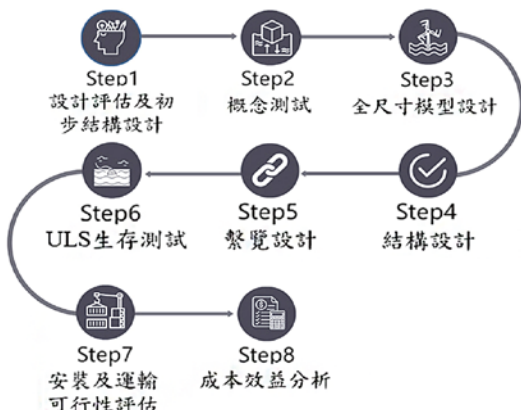 Step1
設計評估及初
步結構設計
Step2
概念測試
Step3
全尺寸模型設計
Step4
結構設計
Step5
繫覽設計
Step6
ULS生存測試
Step7
安裝及運輸
可行性評估
Step8
成本效益分析